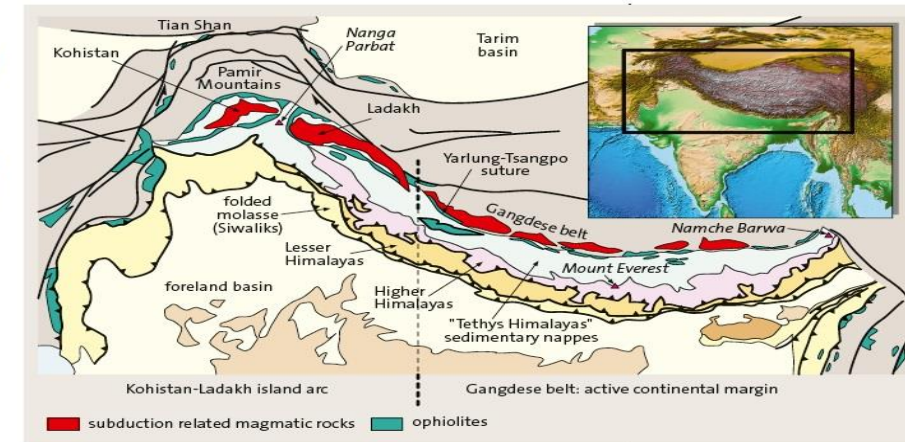 Tian Shan
Kohistan
Nanga
Parbat
Tarim
basin
Pamir
Mountains
Ladakh
Yarlung-Tsangpo
suture
folded
molasse
(Siwaliks)
Gangdese belt
Namche Barwa
Lesser
Himalayas
Mount Everest
foreland basin
Higher
Himalayas
"Tethys Himalayas"
sedimentary nappes
Kohistan-Ladakh island arc
Gangdese belt: active continental margin
subduction related magmatic rocks
ophiolites